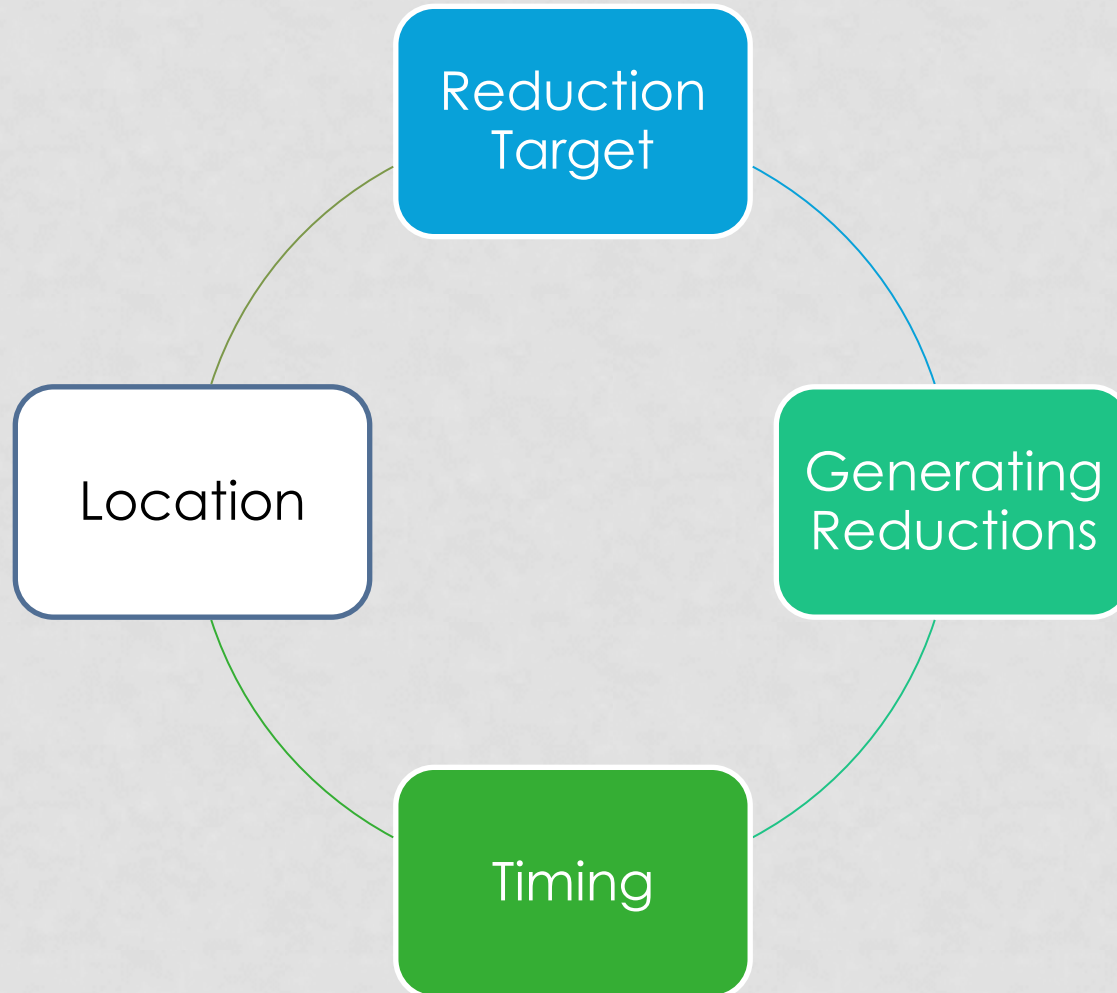 Reduction
Target
Location
Generating
Reductions
Timing